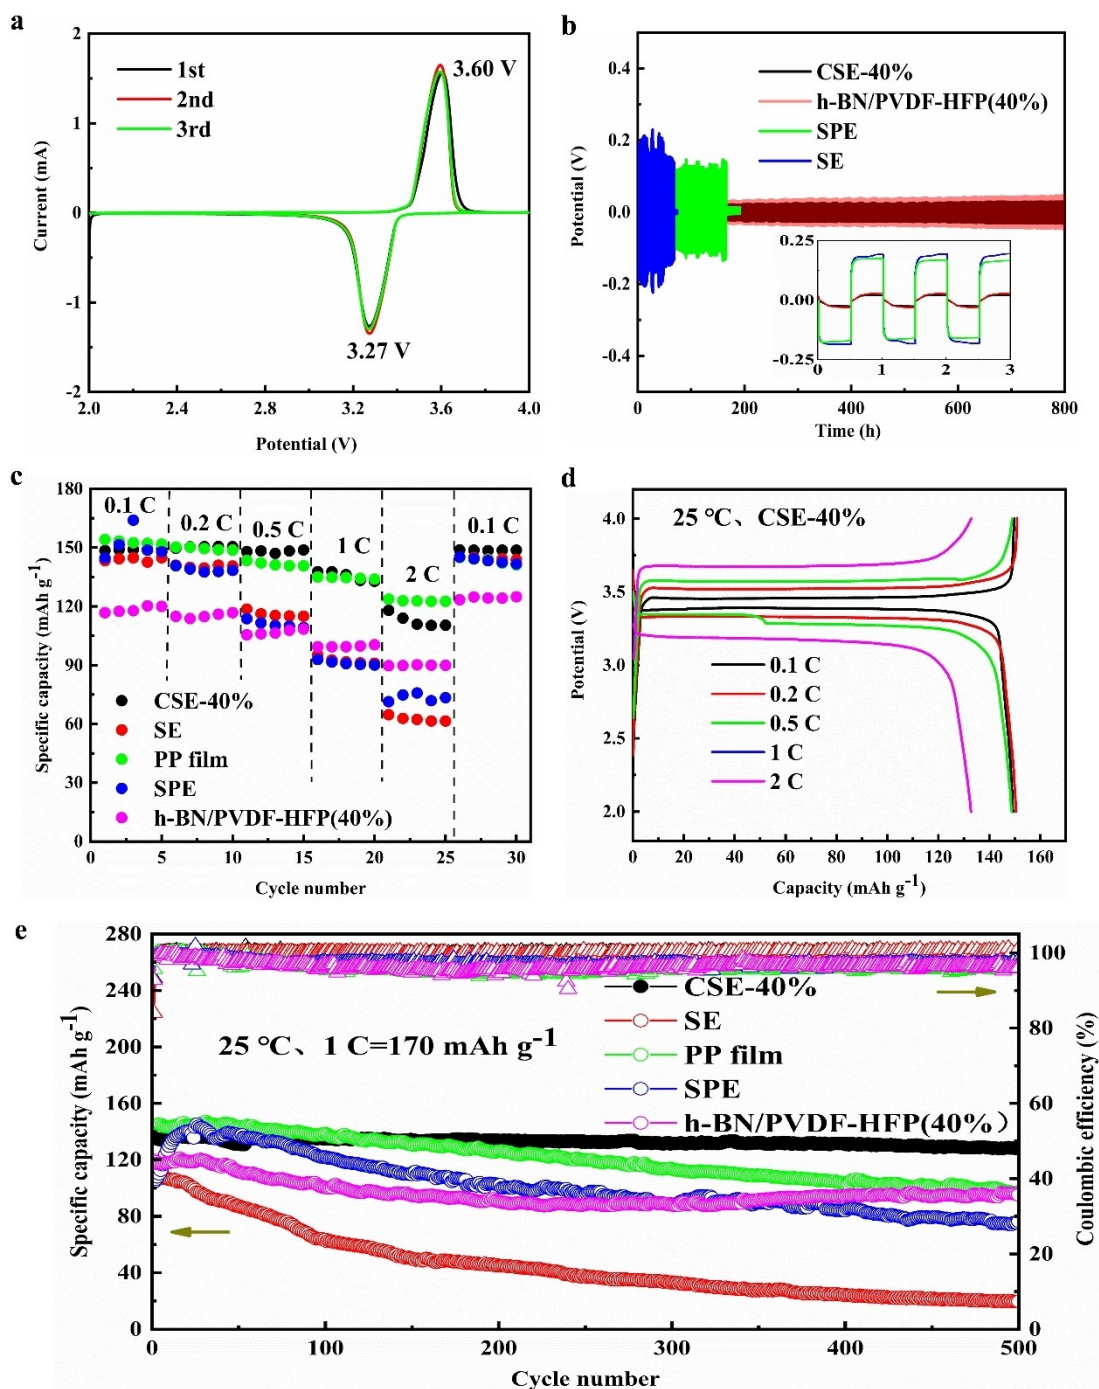 a
2
1
0
-1
-2
Current (mA)
1st
2nd
3rd
3.60 V
3.27 V
2.0 2.4 2.8 3.2 3.6 4.0
Potential (V)
b
0.4
0.2
0.0
-0.2
-0.4
Potential (V)
CSE-40%
h-BN/PVDF-HFP(40%)
SPE
SE
0.25
0.00
-0.25
0 1 2 3
0 200 400 600 800
Time (h)
c
180
150
120
90
60
30
0
Specific capacity (mAh g-1)
0.1 C
0.2 C
0.5 C
1 C
2 C
0.1 C
CSE-40%
SE
PP film
SPE
h-BN/PVDF-HFP(40%)
0 5 10 15 20 25 30
Cycle number
d
25 °C、CSE-40%
4.0
3.5
3.0
2.5
2.0
Potential (V)
0.1 C
0.2 C
0.5 C
1 C
2 C
0 20 40 60 80 100 120 140 160
Capacity (mAh g-1)
e
280
240
200
160
120
80
40
0
Specific capacity (mAh g-1)
25 °C、1 C=170 mAh g-1
CSE-40%
SE
PP film
SPE
h-BN/PVDF-HFP(40%）
100
80
60
40
20
0
Coulombic efficiency (%)
0 100 200 300 400 500
Cycle number